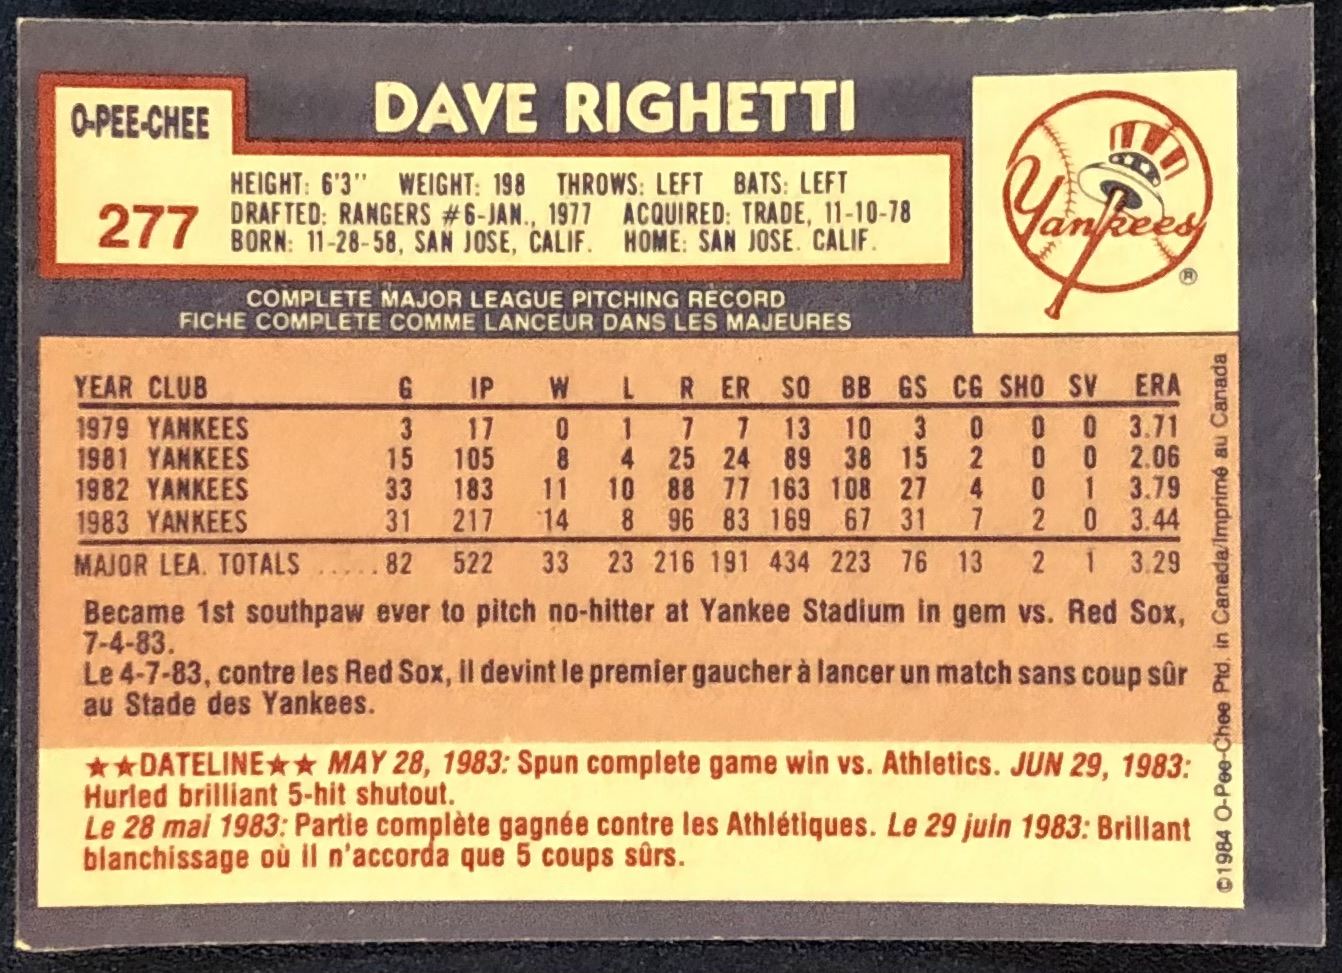 O-PEE-CHEE
277
DAVE RIGHETTI
HEIGHT: 6'3" WEIGHT: 198 THROWS: LEFT BATS: LEFT
DRAFTED: RANGERS #6-JAN., 1977 ACQUIRED: TRADE, 11-10-78
BORN: 11-28-58, SAN JOSE, CALIF. HOME: SAN JOSE. CALIF.
Yankees
®
COMPLETE MAJOR LEAGUE PITCHING RECORD
FICHE COMPLETE COMME LANCEUR DANS LES MAJEURES
YEAR CLUB G IP W L R ER SO BB GS CG SHO SV ERA
1979 YANKEES 3 17 0 1 7 7 13 10 3 0 0 0 3.71
1981 YANKEES 15 105 8 4 25 24 89 38 15 2 0 0 2.06
1982 YANKEES 33 183 11 10 88 77 163 108 27 4 0 1 3.79
1983 YANKEES 31 217 14 8 96 83 169 67 31 7 2 0 3.44
MAJOR LEA. TOTALS ..... 82 522 33 23 216 191 434 223 76 13 2 1 3.29
Became 1st southpaw ever to pitch no-hitter at Yankee Stadium in gem vs. Red Sox,
7-4-83.
Le 4-7-83, contre les Red Sox, il devint le premier gaucher à lancer un match sans coup sûr
au Stade des Yankees.
★★DATELINE★★ MAY 28, 1983: Spun complete game win vs. Athletics. JUN 29, 1983:
Hurled brilliant 5-hit shutout.
Le 28 mai 1983: Partie complète gagnée contre les Athlétiques. Le 29 juin 1983: Brillant
blanchissage où il n'accorda que 5 coups sûrs.
©1984 O-Pee-Chee Ptd. in Canada/Imprimé au Canada